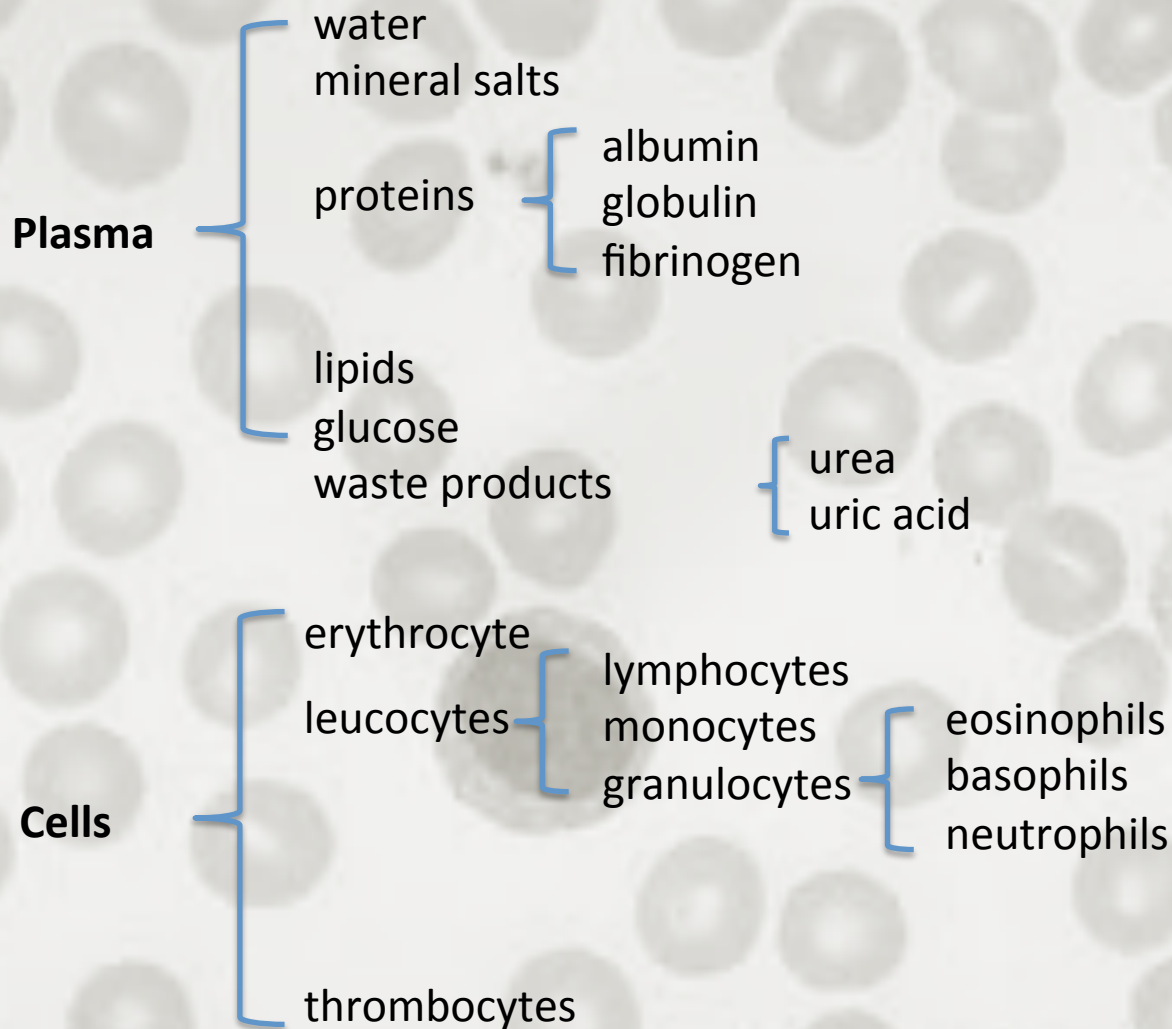 Plasma
water
mineral salts
proteins
albumin
globulin
fibrinogen
lipids
glucose
waste products
urea
uric acid
Cells
erythrocyte
leucocytes
lymphocytes
monocytes
granulocytes
eosinophils
basophils
neutrophils
thrombocytes